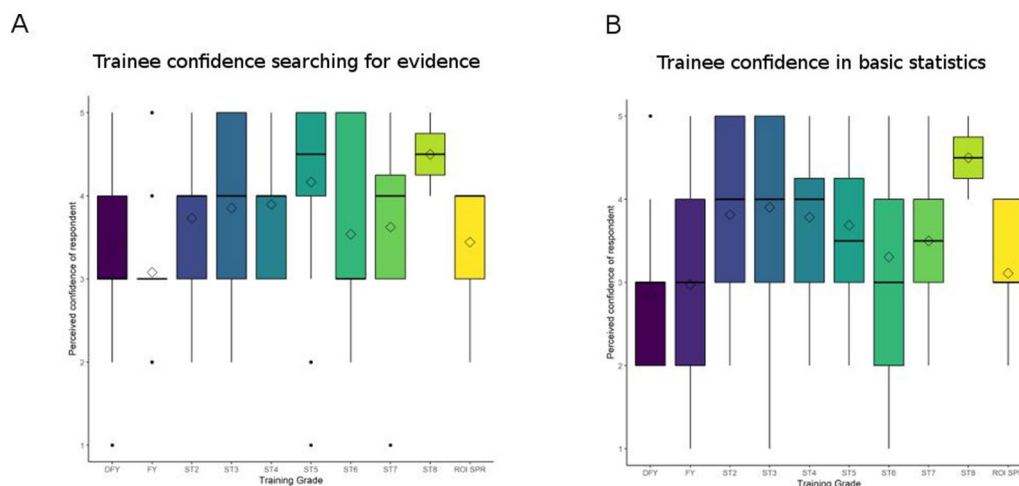 A
Trainee confidence searching for evidence
Perceived confidence of respondent
5
4
3
2
1
DFY FY ST2 ST3 ST4 ST5 ST6 ST7 ST8 ROI SPR
Training Grade
B
Trainee confidence in basic statistics
Perceived confidence of respondent
5
4
3
2
1
DFY FY ST2 ST3 ST4 ST5 ST6 ST7 ST8 ROI SPR
Training Grade